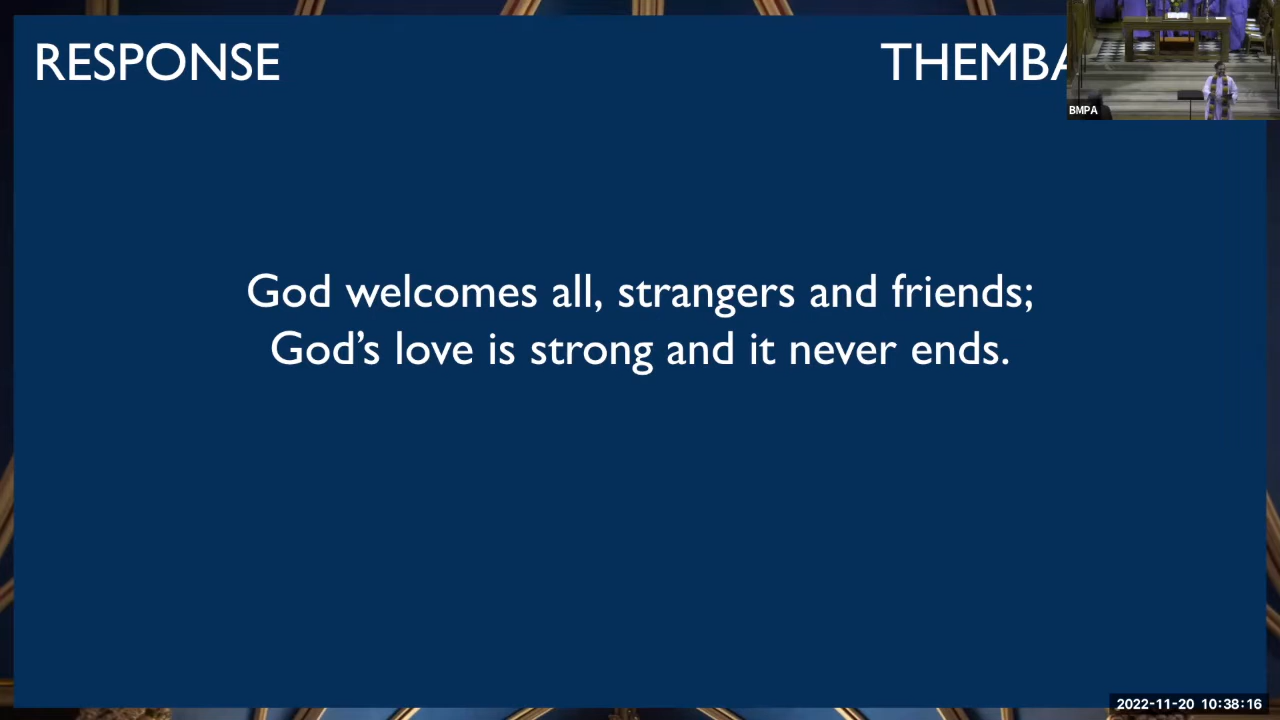 RESPONSE
God welcomes all, strangers and friends;
God’s love is strong and it never ends.
BMPA
2022-11-20 10:38:16